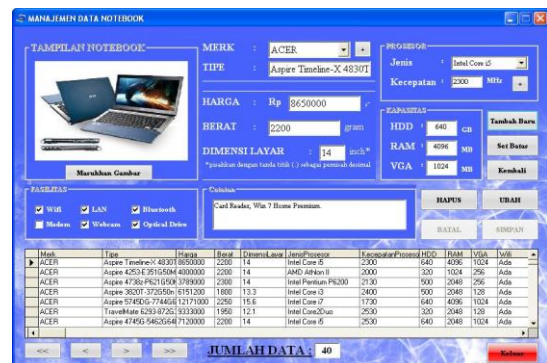 MANAJEMEN DATA NOTEBOOK
TAMPILAN NOTEBOOK
Masukkan Gambar
MERK : ACER +
TIPE : Aspire Timeline-X 4830T
HARGA : Rp 8650000 ,-
BERAT : 2200 gram
DIMENSI LAYAR : 14 inch*
*pisahkan dengan tanda titik (.) sebagai pemisah desimal
PROSESOR
Jenis : Intel Core i5
Kecepatan : 2300 MHz +
KAPASITAS
HDD : 640 GB
RAM : 4096 MB
VGA : 1024 MB
Tambah Baru
Set Batas
Kembali
FASILITAS
Wifi LAN Bluetooth
Modem Webcam Optical Drive
Catatan
Card Reader, Win 7 Home Premium.
HAPUS UBAH
BATAL SIMPAN
Merk Tipe Harga Berat DimensiLayar JenisProsesor KecepatanProseso HDD RAM VGA Wifi
ACER Aspire Timeline-X 4830T 8650000 2200 14 Intel Core i5 2300 640 4096 1024 Ada
ACER Aspire 4253-E351G50M 4000000 2200 14 AMD Athlon II 2000 320 1024 256 Ada
ACER Aspire 4738z-P621G50M 3789000 2300 14 Intel Pentium P6200 2130 500 2048 256 Ada
ACER Aspire 3820T-372G50n 6151200 1800 13.3 Intel Core i3 2400 500 2048 128 Ada
ACER Aspire 5745DG-7744G6 12171000 2250 15.6 Intel Core i7 1730 640 4096 1024 Ada
ACER TravelMate 6293-872G3 9333000 1950 12.1 Intel Core2Duo 2530 320 2048 128 Ada
ACER Aspire 4745G-5462G64 7120000 2200 14 Intel Core i5 2530 640 2048 1024 Ada
<< < > >> JUMLAH DATA : 40 Keluar